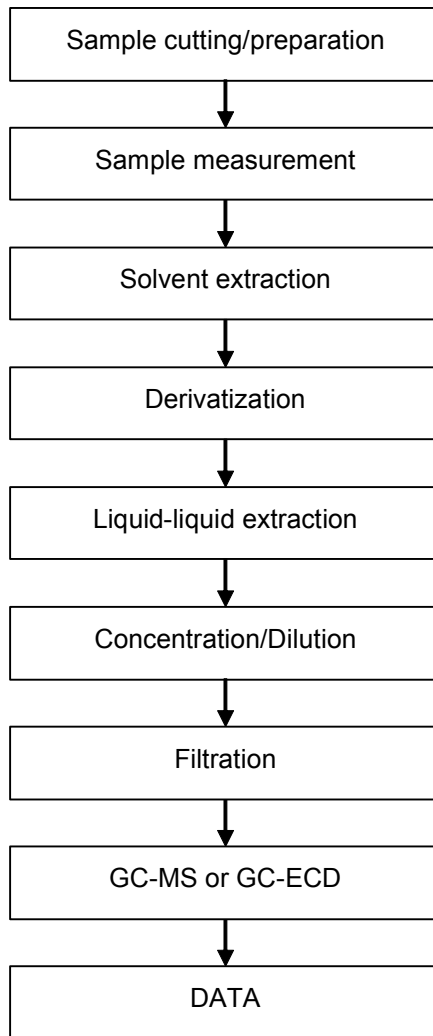 Sample cutting/preparation
Sample measurement
Solvent extraction
Derivatization
Liquid-liquid extraction
Concentration/Dilution
Filtration
GC-MS or GC-ECD
DATA